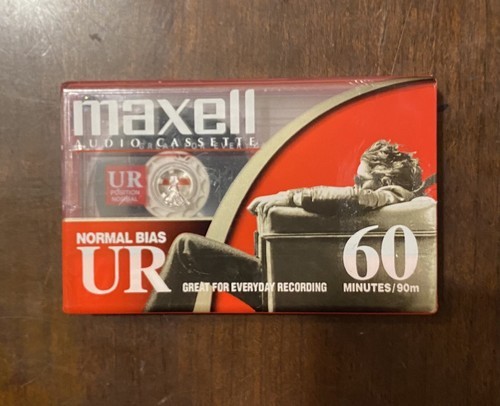 maxell
AUDIO CASSETTE
UR
POSITION
NORMAL
NORMAL BIAS
UR
GREAT FOR EVERYDAY RECORDING
60
MINUTES/90m